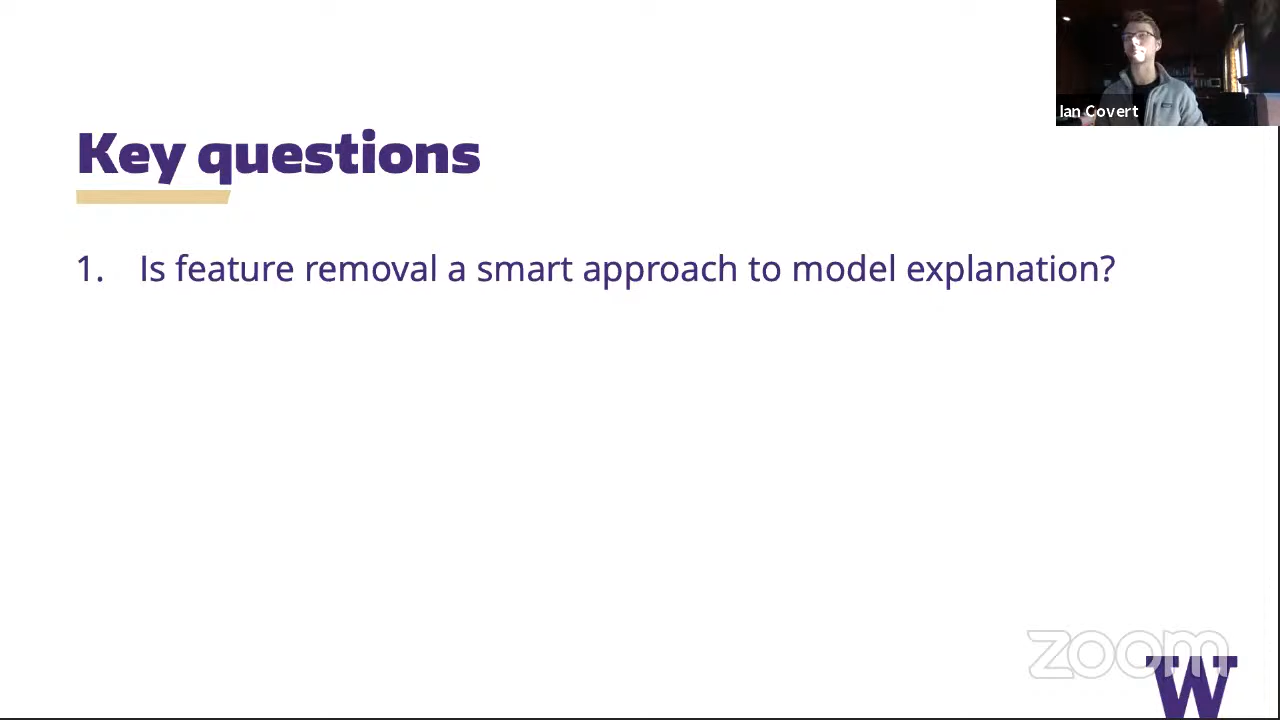 Ian Covert
Key questions
1. Is feature removal a smart approach to model explanation?
zoom
W